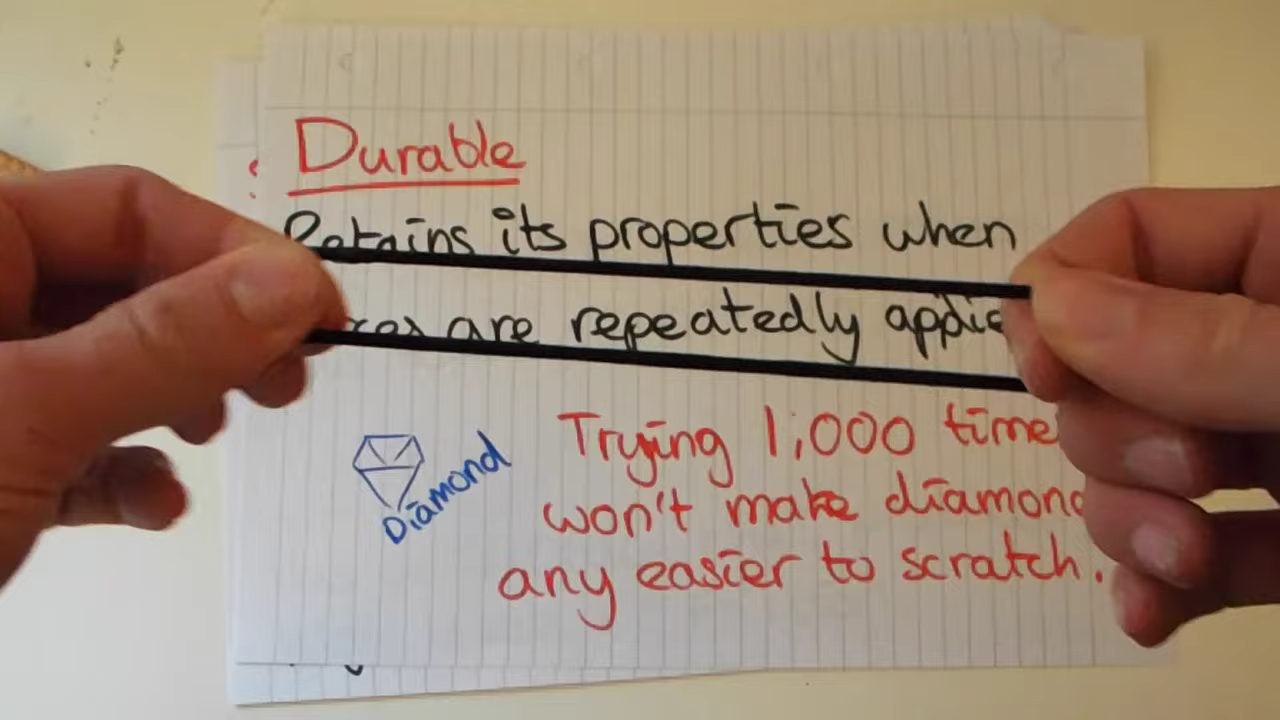 Durable
Retains its properties when
are repeatedly
Trying 1,000
won't make
any easier to scratch.
Diamond